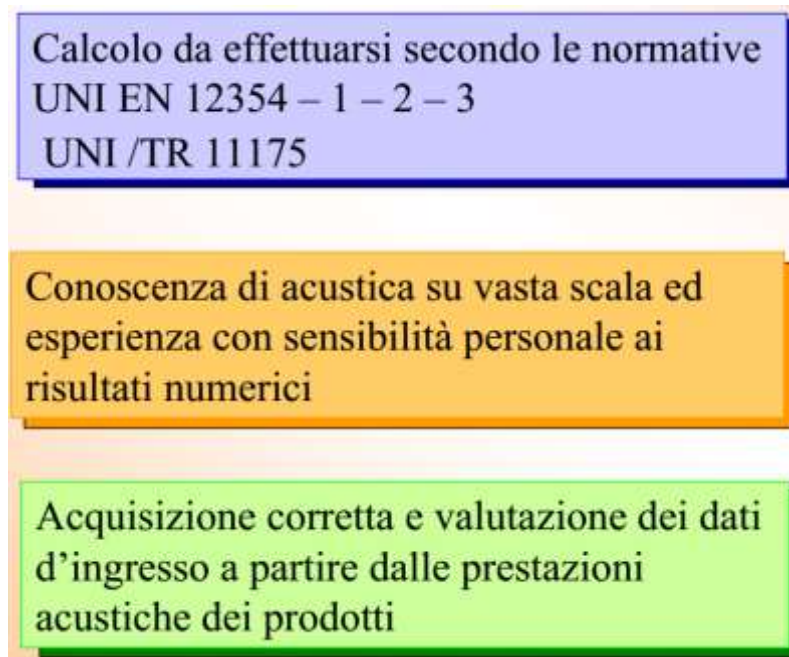 Calcolo da effettuarsi secondo le normative
UNI EN 12354 – 1 – 2 – 3
UNI /TR 11175
Conoscenza di acustica su vasta scala ed
esperienza con sensibilità personale ai
risultati numerici
Acquisizione corretta e valutazione dei dati
d’ingresso a partire dalle prestazioni
acustiche dei prodotti